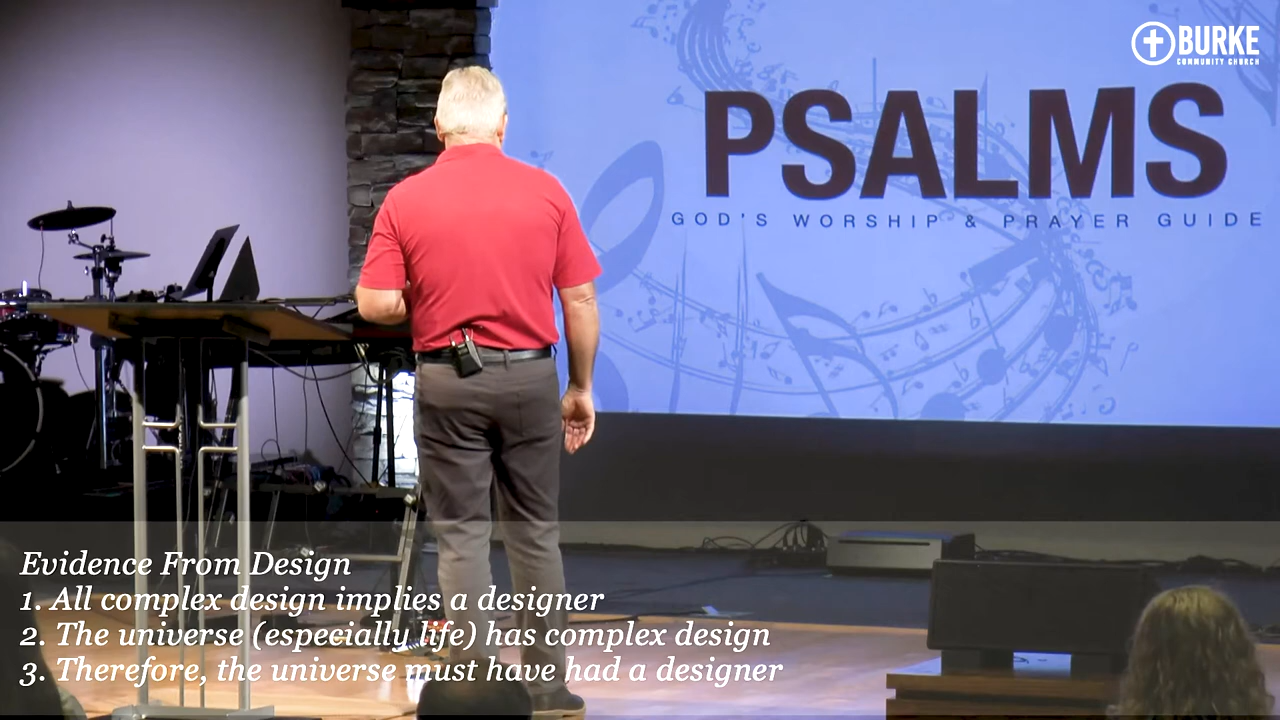 BURKE
COMMUNITY CHURCH
PSALMS
GOD'S WORSHIP & PRAYER GUIDE
Evidence From Design
1. All complex design implies a designer
2. The universe (especially life) has complex design
3. Therefore, the universe must have had a designer